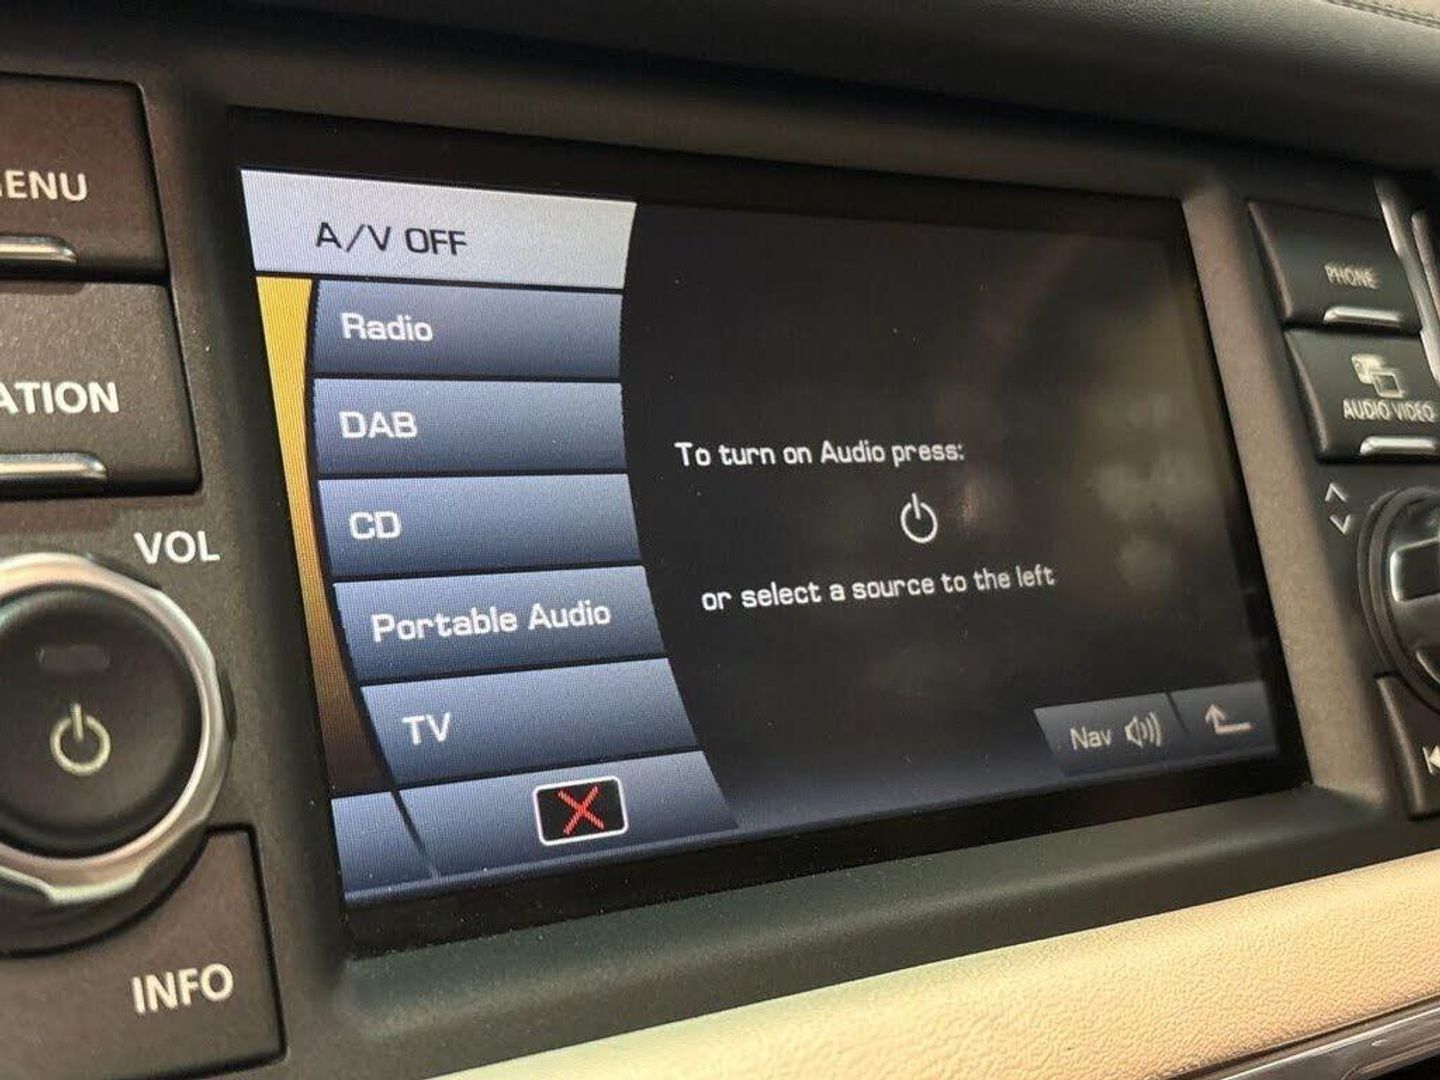 ENU
ATION
VOL
INFO
A/V OFF
Radio
DAB
CD
Portable Audio
TV
To turn on Audio press:
or select a source to the left
Nav
PHONE
AUDIO VIDEO